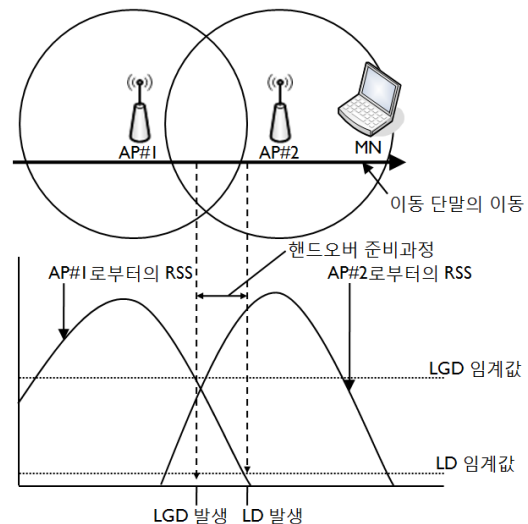 AP#1
AP#2
MN
이동 단말의 이동
핸드오버 준비과정
AP#1로부터의 RSS
AP#2로부터의 RSS
LGD 임계값
LD 임계값
LGD 발생
LD 발생